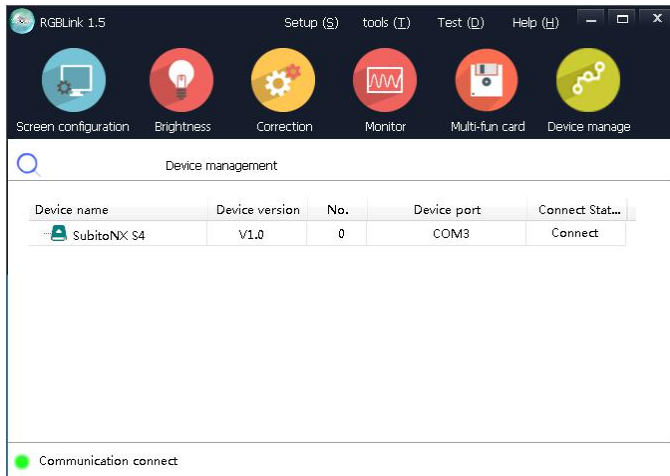 RGBLink 1.5 Setup (S) tools (T) Test (D) Help (H)
Screen configuration Brightness Correction Monitor Multi-fun card Device manage
Device management
Device name Device version No. Device port Connect Stat...
SubitoNX S4 V1.0 0 COM3 Connect
Communication connect